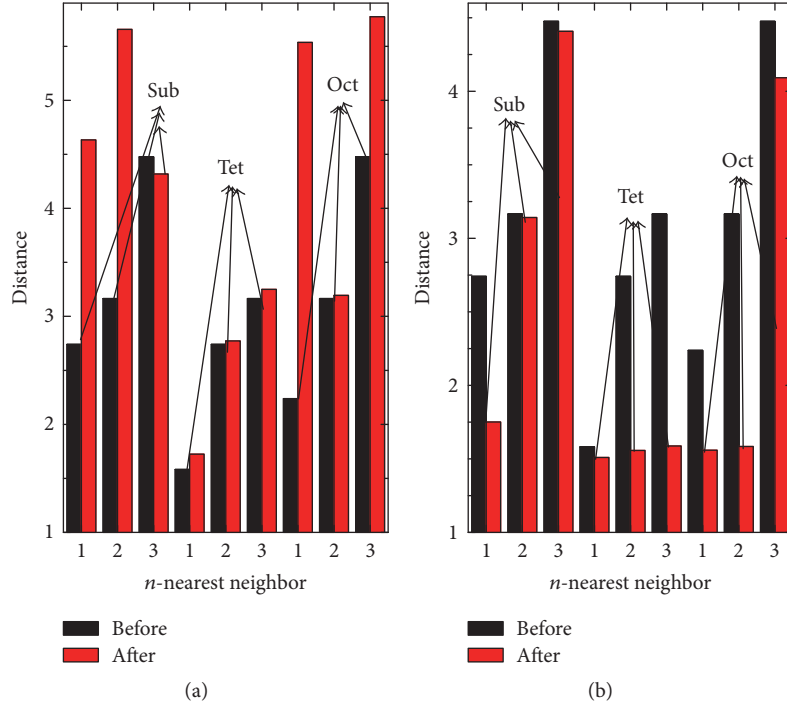 5
4
3
2
1
Distance
Sub
Tet
Oct
1 2 3 1 2 3 1 2 3
n-nearest neighbor
Before
After
(a)
4
3
2
1
Distance
Sub
Tet
Oct
1 2 3 1 2 3 1 2 3
n-nearest neighbor
Before
After
(b)